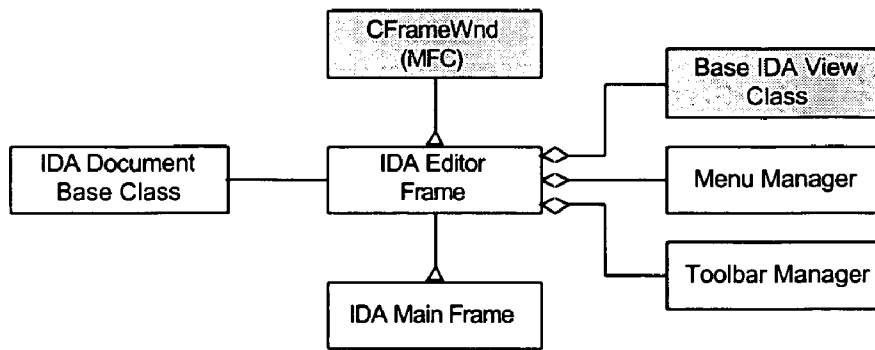 CFrameWnd
(MFC)
Base IDA View
Class
IDA Document
Base Class
IDA Editor
Frame
Menu Manager
Toolbar Manager
IDA Main Frame